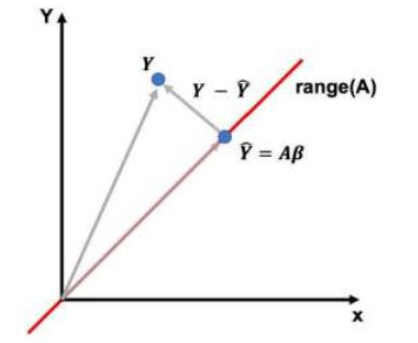 Y
Y
Y − Ŷ
range(A)
Ŷ = Aβ
x